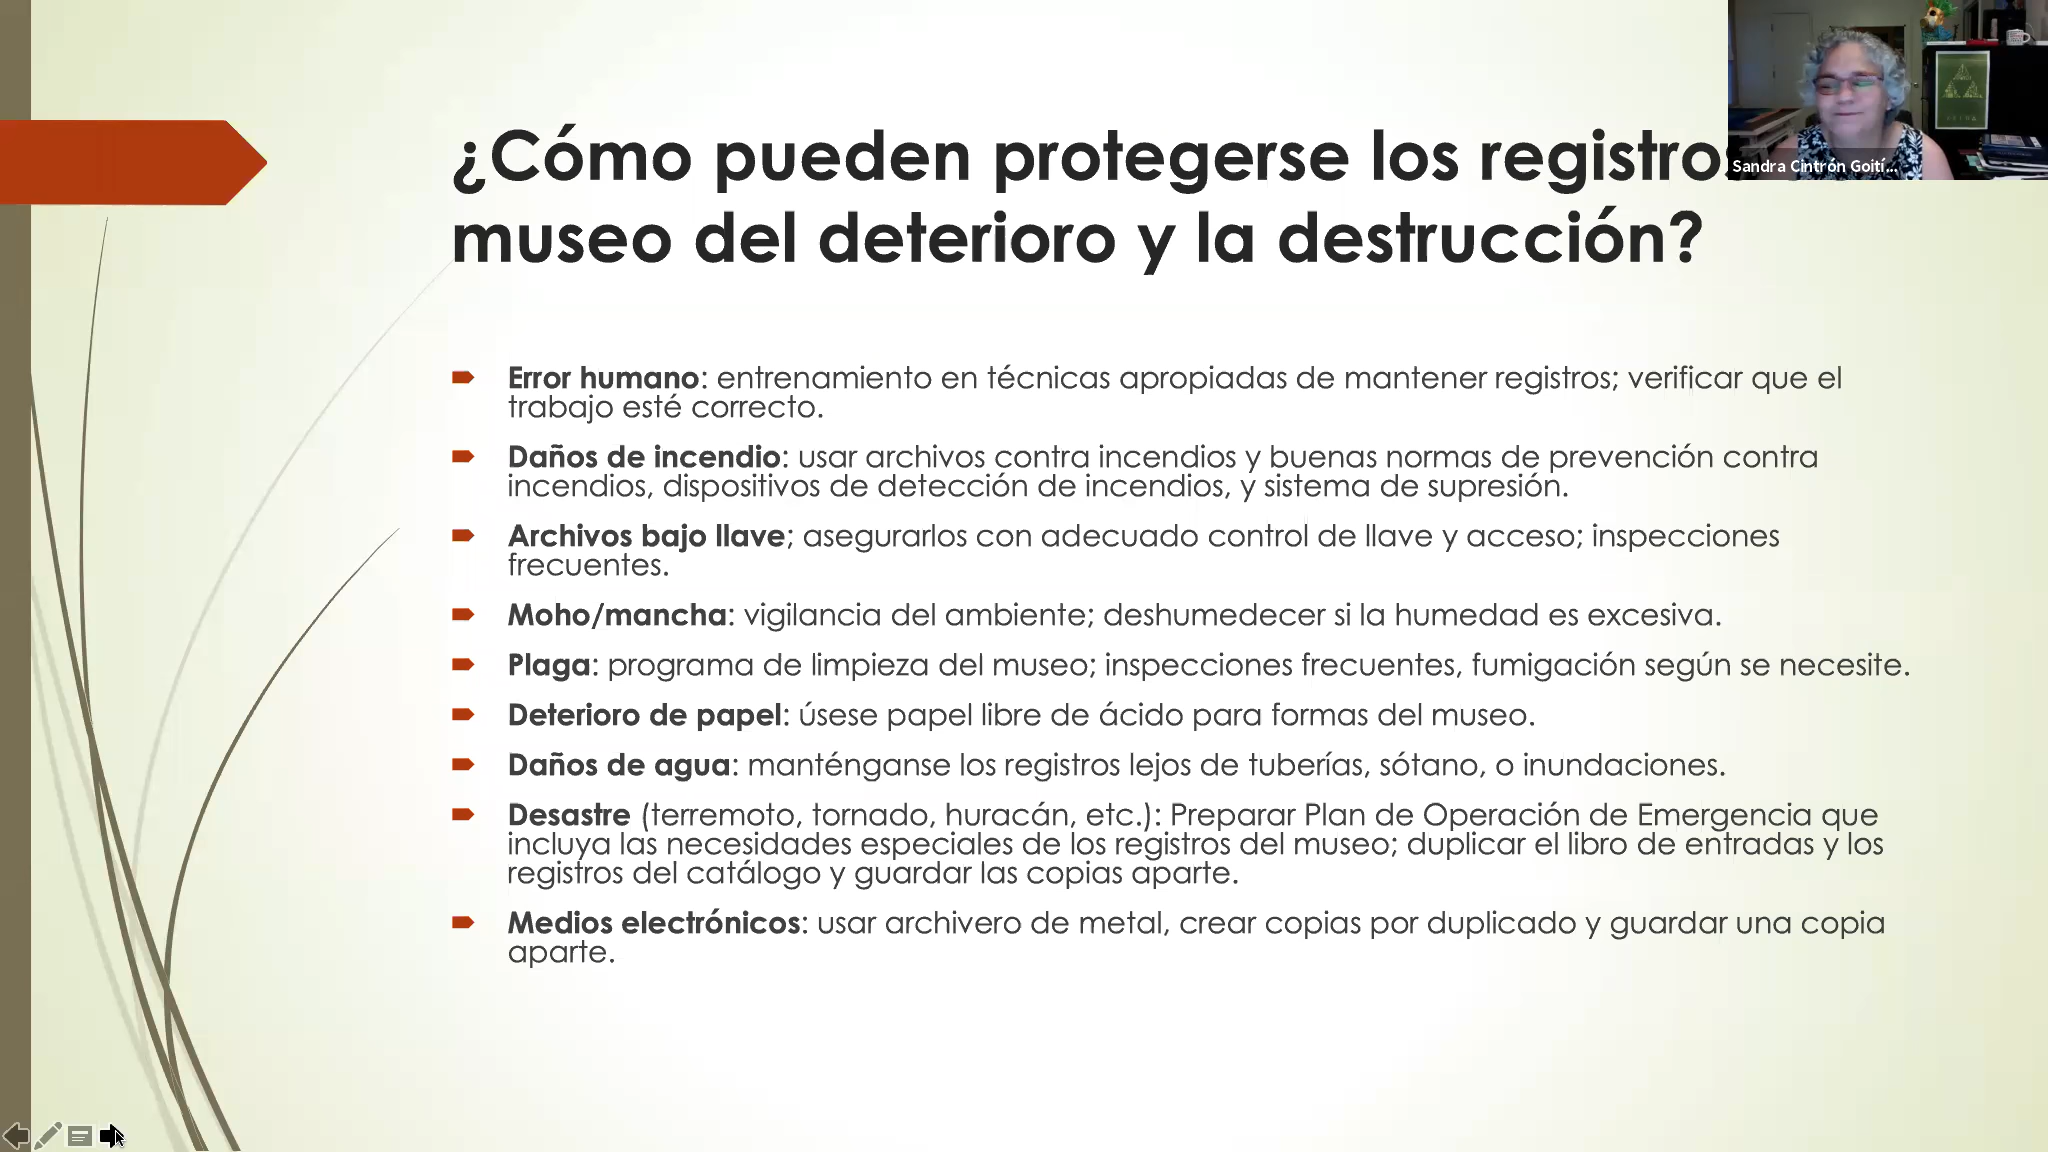 ¿Cómo pueden protegerse los registros
museo del deterioro y la destrucción?
Sandra Cintrón Goití...
Error humano: entrenamiento en técnicas apropiadas de mantener registros; verificar que el
trabajo esté correcto.
Daños de incendio: usar archivos contra incendios y buenas normas de prevención contra
incendios, dispositivos de detección de incendios, y sistema de supresión.
Archivos bajo llave; asegurarlos con adecuado control de llave y acceso; inspecciones
frecuentes.
Moho/mancha: vigilancia del ambiente; deshumedecer si la humedad es excesiva.
Plaga: programa de limpieza del museo; inspecciones frecuentes, fumigación según se necesite.
Deterioro de papel: úsese papel libre de ácido para formas del museo.
Daños de agua: manténganse los registros lejos de tuberías, sótano, o inundaciones.
Desastre (terremoto, tornado, huracán, etc.): Preparar Plan de Operación de Emergencia que
incluya las necesidades especiales de los registros del museo; duplicar el libro de entradas y los
registros del catálogo y guardar las copias aparte.
Medios electrónicos: usar archivero de metal, crear copias por duplicado y guardar una copia
aparte.